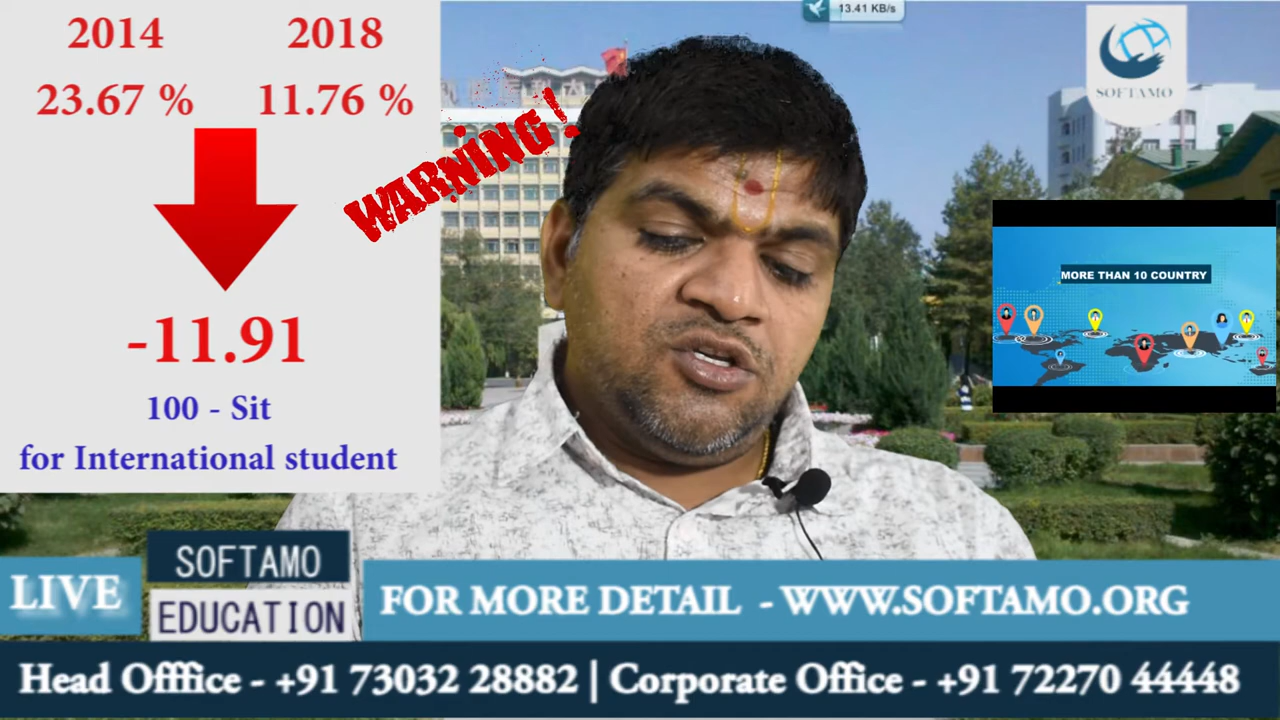 2014 2018
23.67 % 11.76 %
-11.91
100 - Sit
for International student
WARNING!
13.41 KB/s
SOFTAMO
MORE THAN 10 COUNTRY
LIVE
SOFTAMO
EDUCATION
FOR MORE DETAIL - WWW.SOFTAMO.ORG
Head Offfice - +91 73032 28882 | Corporate Office - +91 72270 44448